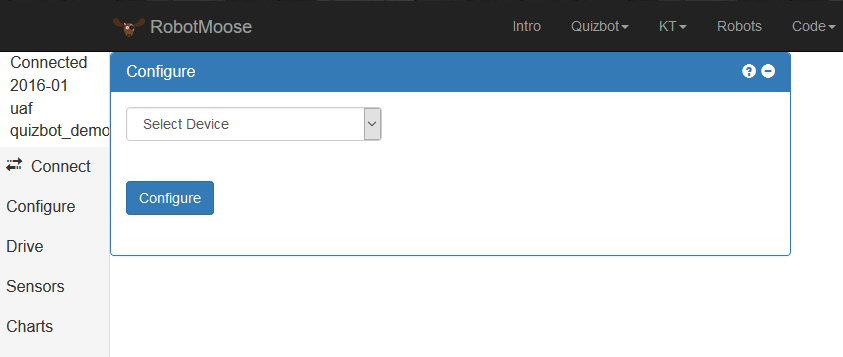 RobotMoose
Intro
Quizbot
KT
Robots
Code
Connected
2016-01
uaf
quizbot_demo
Connect
Configure
Drive
Sensors
Charts
Configure
?
Select Device
Configure